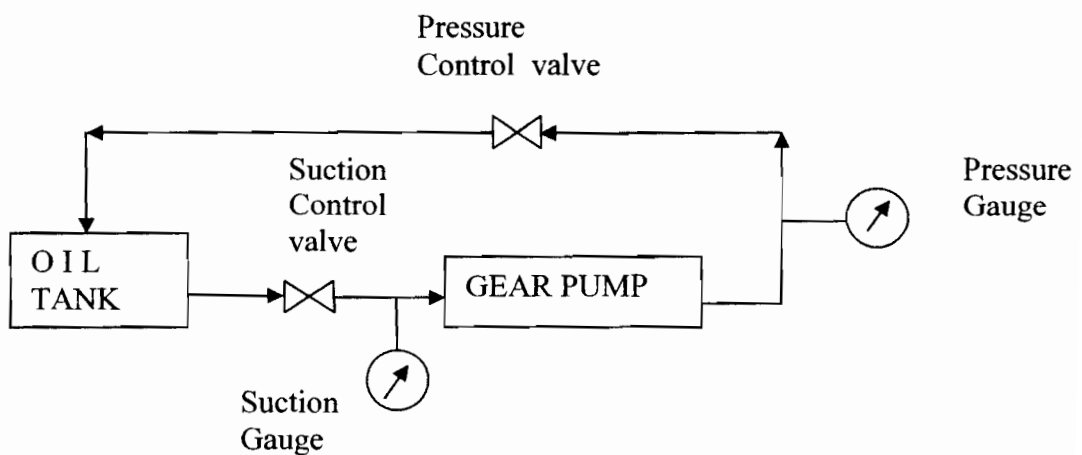 Pressure
Control valve
Suction
Control
valve
Pressure
Gauge
O I L
TANK
GEAR PUMP
Suction
Gauge